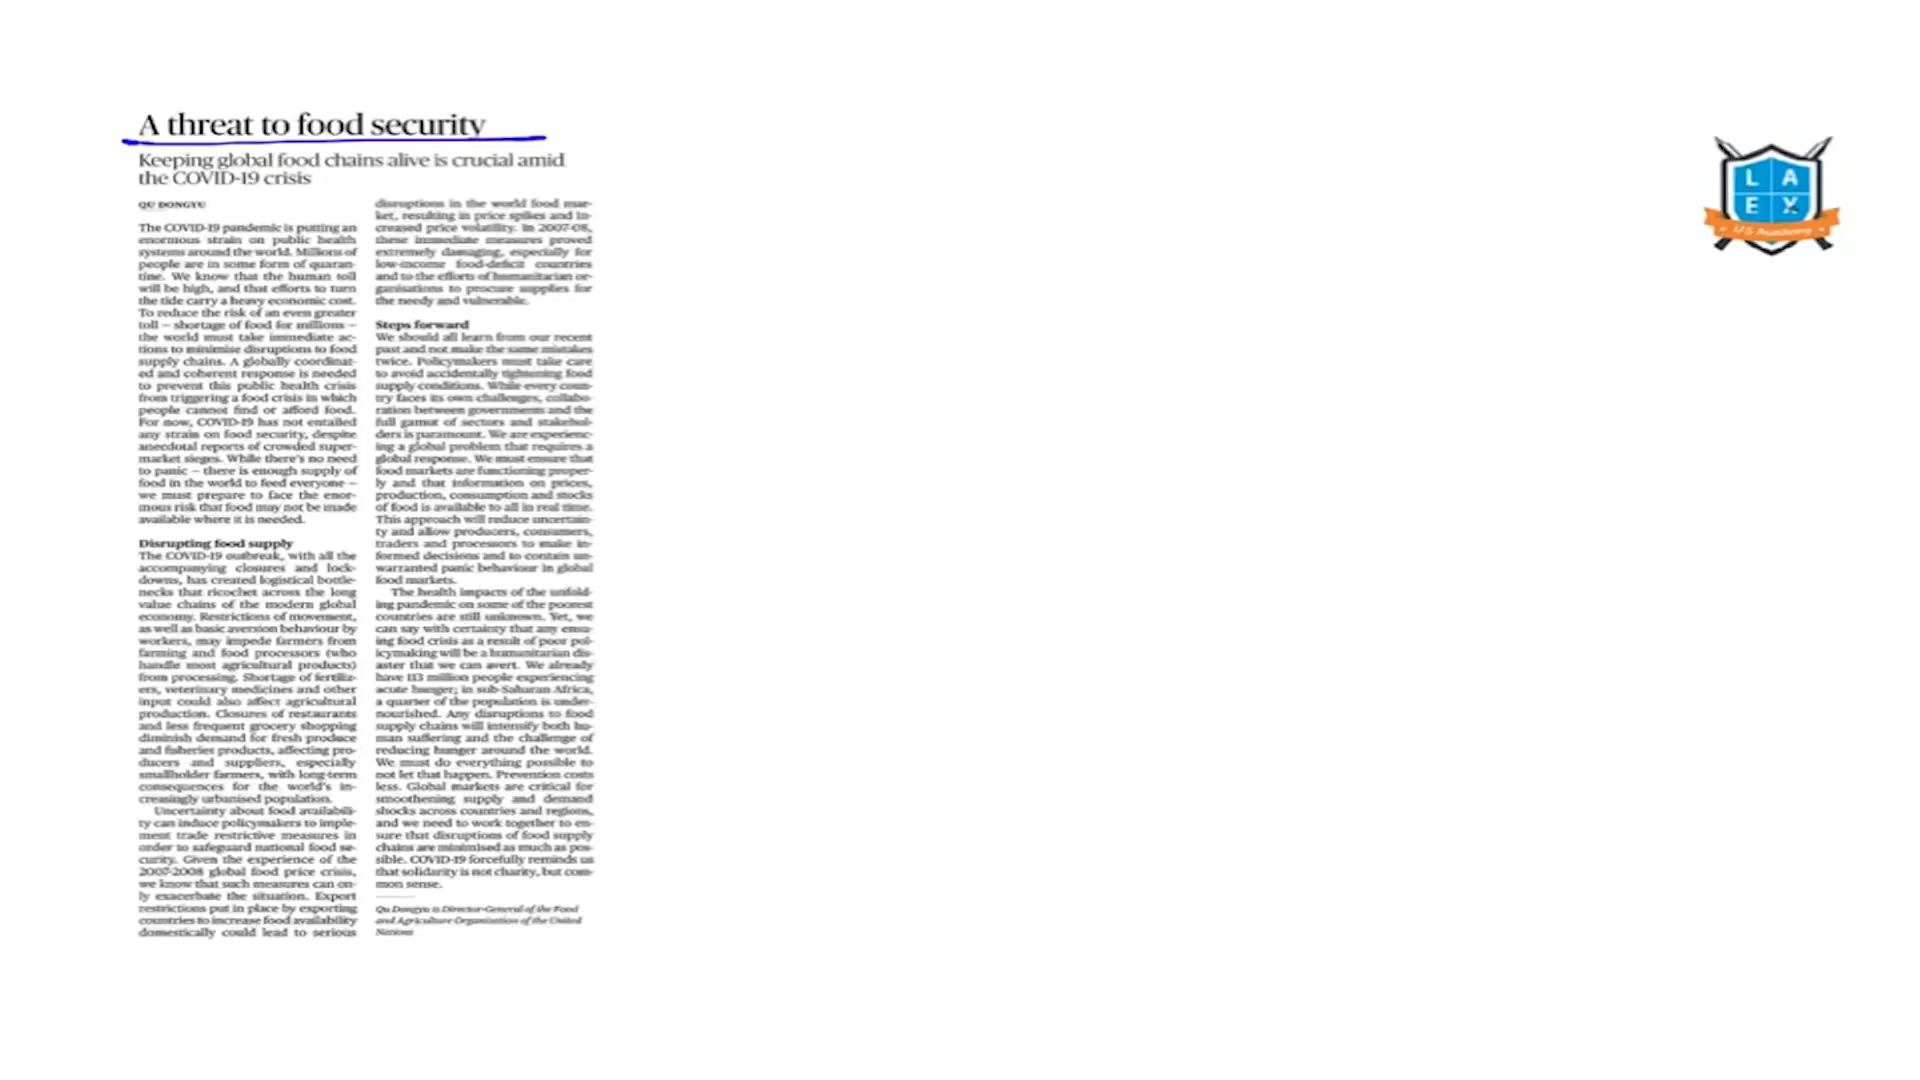 A threat to food security
Keeping global food chains alive is crucial amid
the COVID-19 crisis
QU DONGYU
The COVID-19 pandemic is putting an
enormous strain on public health
systems around the world. Millions of
people are in some form of quaran-
tine. We know that the human toll
will be high, and that efforts to turn
the tide carry a heavy economic cost.
To reduce the risk of an even greater
toll – shortage of food for millions –
the world must take immediate ac-
tions to minimise disruptions to food
supply chains. A globally coordinat-
ed and coherent response is needed
to prevent this public health crisis
from triggering a food crisis in which
people cannot find or afford food.
For now, COVID-19 has not entailed
any strain on food security, despite
anecdotal reports of crowded super-
market sieges. While there's no need
to panic – there is enough supply of
food in the world to feed everyone –
we must prepare to face the enor-
mous risk that food may not be made
available where it is needed.
Disrupting food supply
The COVID-19 outbreak, with all the
accompanying closures and lock-
downs, has created logistical bottle-
necks that ricochet across the long
value chains of the modern global
economy. Restrictions of movement,
as well as basic aversion behaviour by
workers, may impede farmers from
farming and food processors (who
handle most agricultural products)
from processing. Shortage of fertiliz-
ers, veterinary medicines and other
input could also affect agricultural
production. Closures of restaurants
and less frequent grocery shopping
diminish demand for fresh produce
and fisheries products, affecting pro-
ducers and suppliers, especially
smallholder farmers, with long-term
consequences for the world's in-
creasingly urbanised population.
Uncertainty about food availabili-
ty can induce policymakers to imple-
ment trade restrictive measures in
order to safeguard national food se-
curity. Given the experience of the
2007-2008 global food price crisis,
we know that such measures can on-
ly exacerbate the situation. Export
restrictions put in place by exporting
countries to increase food availability
domestically could lead to serious
disruptions in the world food mar-
ket, resulting in price spikes and in-
creased price volatility. In 2007-08,
these immediate measures proved
extremely damaging, especially for
low-income food-deficit countries
and to the efforts of humanitarian or-
ganisations to procure supplies for
the needy and vulnerable.
Steps forward
We should all learn from our recent
past and not make the same mistakes
twice. Policymakers must take care
to avoid accidentally tightening food
supply conditions. While every coun-
try faces its own challenges, collabo-
ration between governments and the
full gamut of sectors and stakehol-
ders is paramount. We are experienc-
ing a global problem that requires a
global response. We must ensure that
food markets are functioning proper-
ly and that information on prices,
production, consumption and stocks
of food is available to all in real time.
This approach will reduce uncertain-
ty and allow producers, consumers,
traders and processors to make in-
formed decisions and to contain un-
warranted panic behaviour in global
food markets.
The health impacts of the unfold-
ing pandemic on some of the poorest
countries are still unknown. Yet, we
can say with certainty that any ensu-
ing food crisis as a result of poor pol-
icymaking will be a humanitarian dis-
aster that we can avert. We already
have 113 million people experiencing
acute hunger; in sub-Saharan Africa,
a quarter of the population is under-
nourished. Any disruptions to food
supply chains will intensify both hu-
man suffering and the challenge of
reducing hunger around the world.
We must do everything possible to
not let that happen. Prevention costs
less. Global markets are critical for
smoothening supply and demand
shocks across countries and regions,
and we need to work together to en-
sure that disruptions of food supply
chains are minimised as much as pos-
sible. COVID-19 forcefully reminds us
that solidarity is not charity, but com-
mon sense.
Qu Dongyu is Director-General of the Food
and Agriculture Organization of the United
Nations
L A
E X
Academy